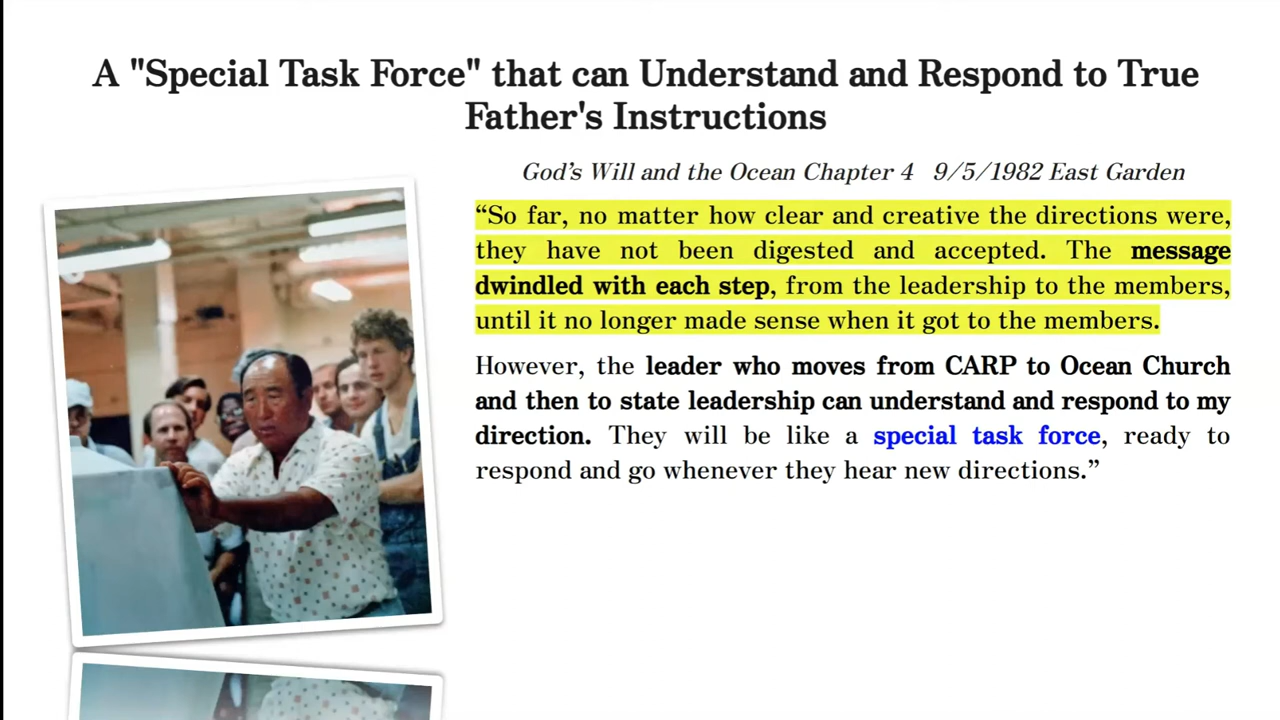 A "Special Task Force" that can Understand and Respond to True
Father's Instructions
God’s Will and the Ocean Chapter 4 9/5/1982 East Garden
“So far, no matter how clear and creative the directions were,
they have not been digested and accepted. The message
dwindled with each step, from the leadership to the members,
until it no longer made sense when it got to the members.
However, the leader who moves from CARP to Ocean Church
and then to state leadership can understand and respond to my
direction. They will be like a special task force, ready to
respond and go whenever they hear new directions.”